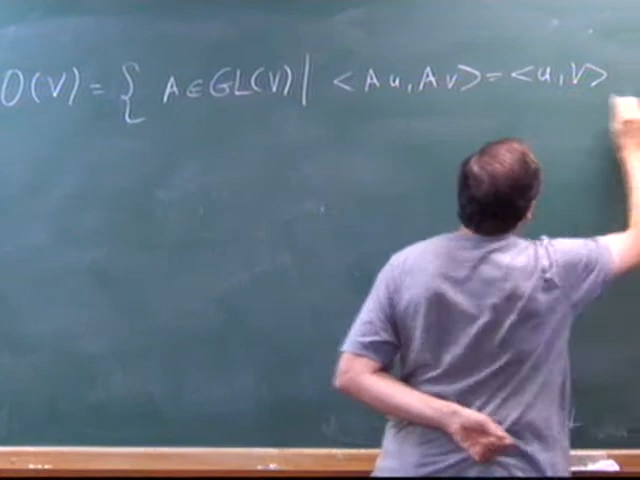 O(V) = { A ∈ GL(V) | <Au, Av> = <u, v>